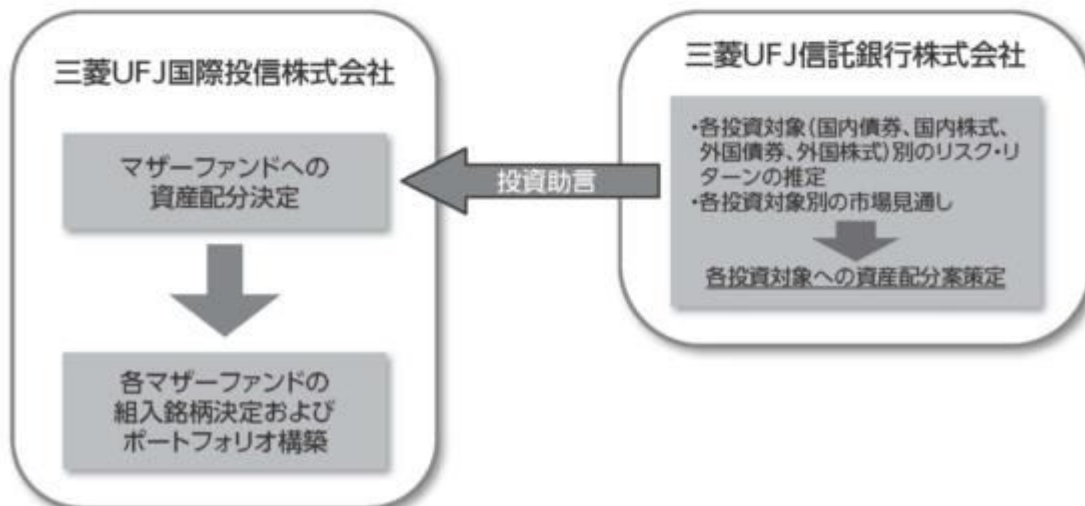 三菱UFJ国際投信株式会社
マザーファンドへの
資産配分決定
各マザーファンドの
組入銘柄決定および
ポートフォリオ構築
投資助言
三菱UFJ信託銀行株式会社
・各投資対象(国内債券、国内株式、
外国債券、外国株式)別のリスク・リ
ターンの推定
・各投資対象別の市場見通し
各投資対象への資産配分案策定